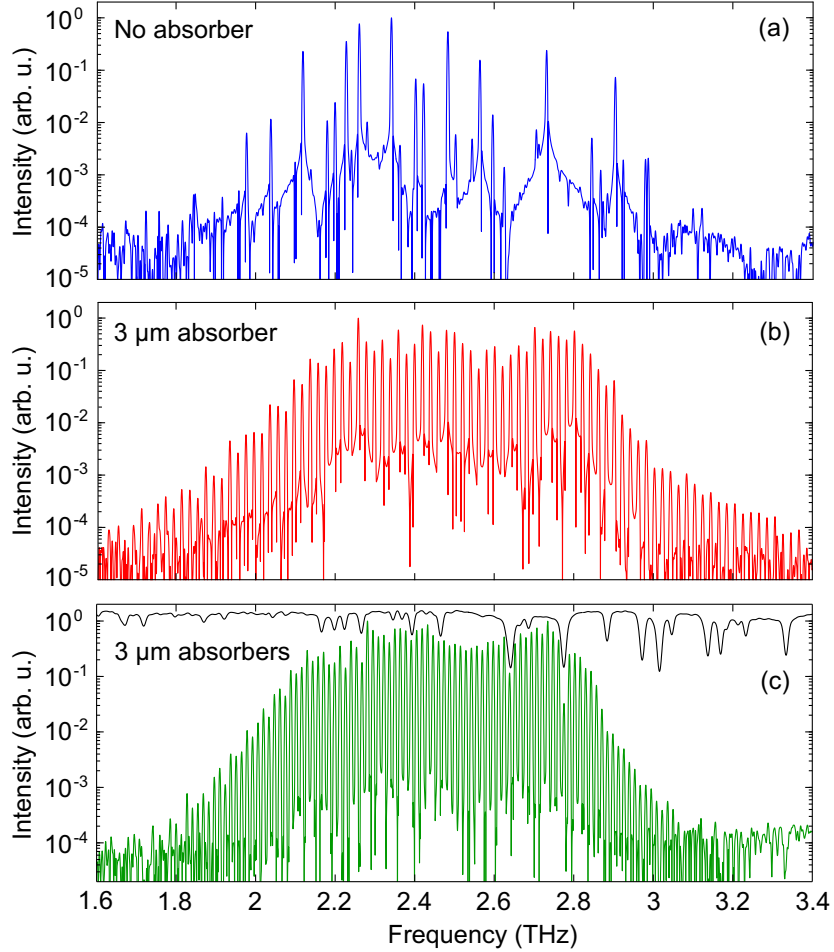 No absorber
(a)
Intensity (arb. u.)
10^0
10^-1
10^-2
10^-3
10^-4
10^-5
3 µm absorber
(b)
Intensity (arb. u.)
10^0
10^-1
10^-2
10^-3
10^-4
10^-5
3 µm absorbers
(c)
Intensity (arb. u.)
10^0
10^-1
10^-2
10^-3
10^-4
1.6 1.8 2 2.2 2.4 2.6 2.8 3 3.2 3.4
Frequency (THz)